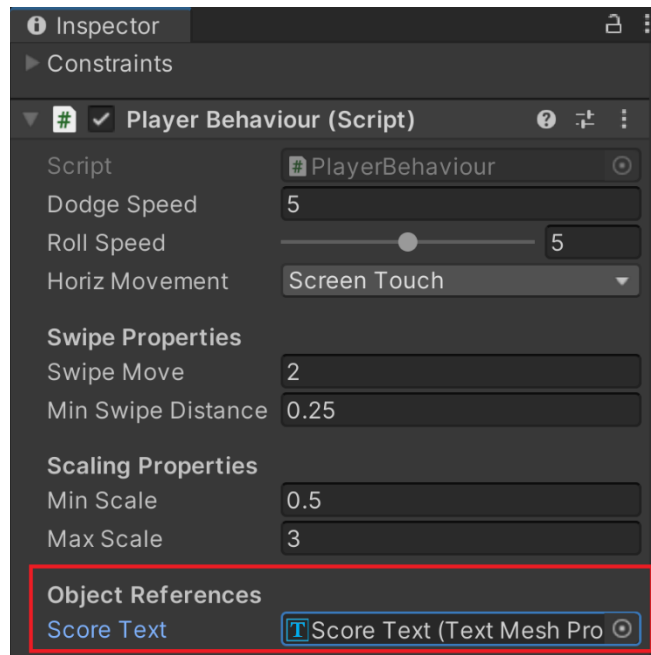 Inspector
Constraints
# Player Behaviour (Script)
Script # PlayerBehaviour
Dodge Speed 5
Roll Speed 5
Horiz Movement Screen Touch
Swipe Properties
Swipe Move 2
Min Swipe Distance 0.25
Scaling Properties
Min Scale 0.5
Max Scale 3
Object References
Score Text T Score Text (Text Mesh Pro